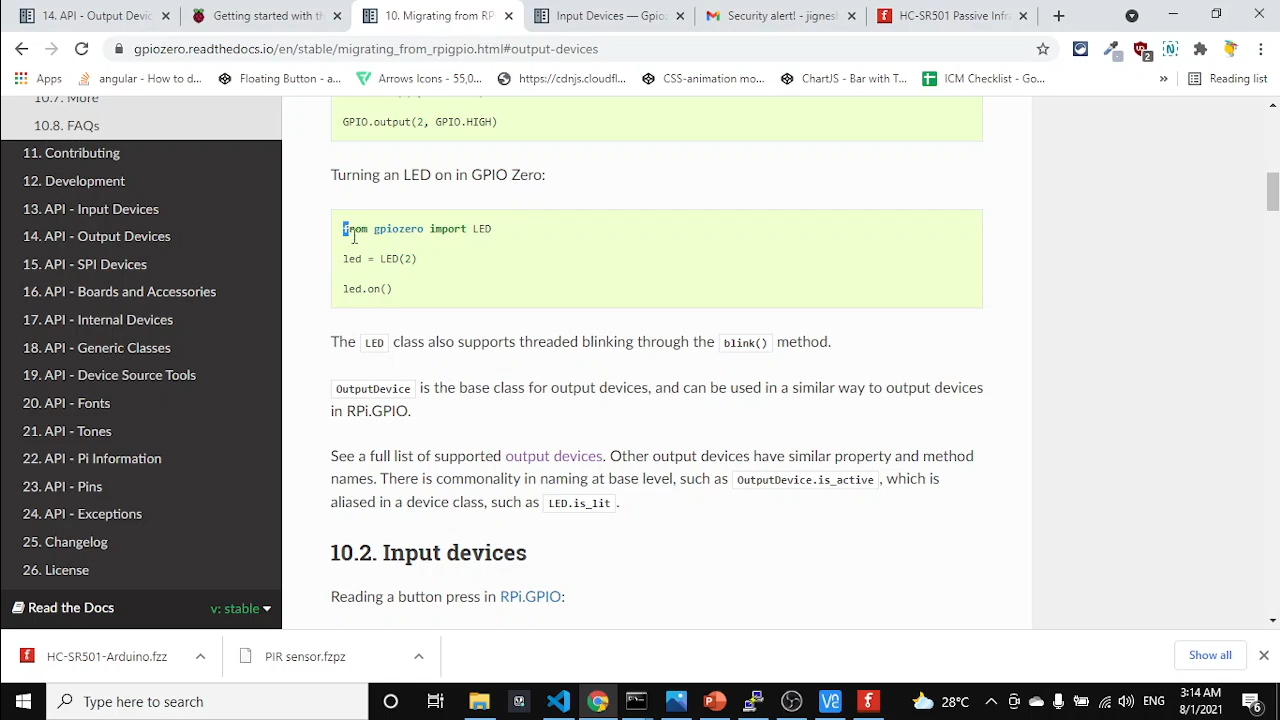 14. API - Output Devic
Getting started with the
10. Migrating from RP
Input Devices — Gpioz
Security alert! - jignesh
HC-SR501 Passive Infra
gpiozero.readthedocs.io/en/stable/migrating_from_rpigpio.html#output-devices
Apps
angular - How to d...
Floating Button - a...
Arrows Icons - 55,0...
https://cdnjs.cloudfl...
CSS-animation mo...
ChartJS - Bar with T...
ICM Checklist - Go...
»
Reading list
10.7. More
10.8. FAQs
11. Contributing
12. Development
13. API - Input Devices
14. API - Output Devices
15. API - SPI Devices
16. API - Boards and Accessories
17. API - Internal Devices
18. API - Generic Classes
19. API - Device Source Tools
20. API - Fonts
21. API - Tones
22. API - Pi Information
23. API - Pins
24. API - Exceptions
25. Changelog
26. License
Read the Docs
v: stable
GPIO.output(2, GPIO.HIGH)
Turning an LED on in GPIO Zero:
from gpiozero import LED
led = LED(2)
led.on()
The LED class also supports threaded blinking through the blink() method.
OutputDevice is the base class for output devices, and can be used in a similar way to output devices
in RPi.GPIO.
See a full list of supported output devices. Other output devices have similar property and method
names. There is commonality in naming at base level, such as OutputDevice.is_active, which is
aliased in a device class, such as LED.is_lit.
10.2. Input devices
Reading a button press in RPi.GPIO:
HC-SR501-Arduino.fzz
PIR sensor.fzpz
Show all
Type here to search
28°C
ENG
3:14 AM
8/1/2021